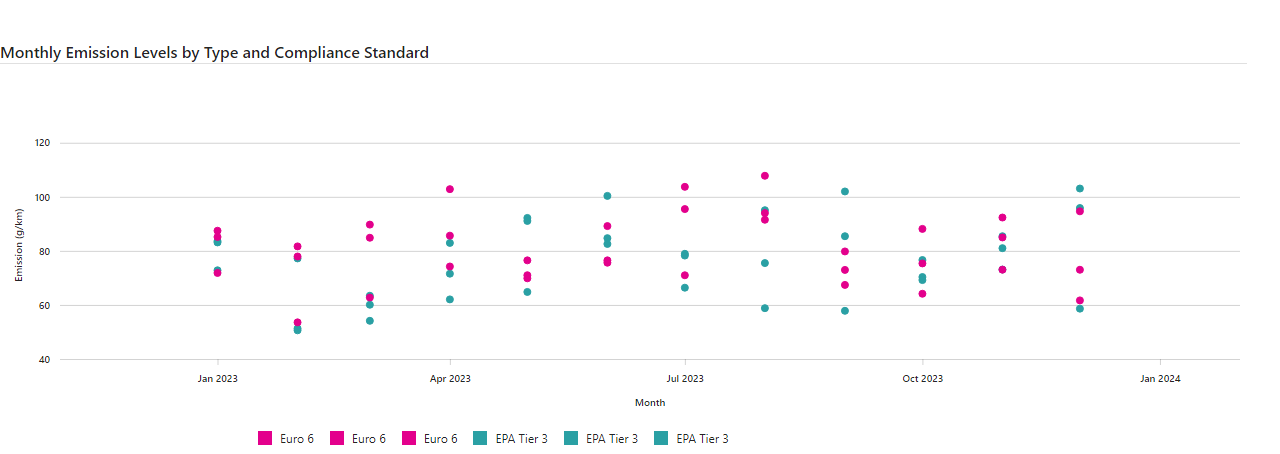 Monthly Emission Levels by Type and Compliance Standard
120
100
80
60
40
Emission (g/km)
Jan 2023 Apr 2023 Jul 2023 Oct 2023 Jan 2024
Month
Euro 6 Euro 6 Euro 6 EPA Tier 3 EPA Tier 3 EPA Tier 3